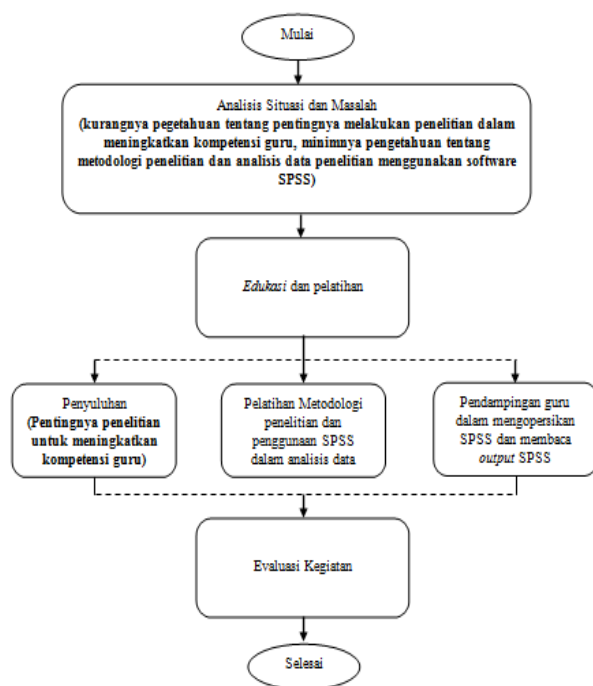 Mulai
Analisis Situasi dan Masalah
(kurangnya pegetahuan tentang pentingnya melakukan penelitian dalam
meningkatkan kompetensi guru, minimnya pengetahuan tentang
metodologi penelitian dan analisis data penelitian menggunakan software
SPSS)
Edukasi dan pelatihan
Penyuluhan
(Pentingnya penelitian
untuk meningkatkan
kompetensi guru)
Pelatihan Metodologi
penelitian dan
penggunaan SPSS
dalam analisis data
Pendampingan guru
dalam mengopersikan
SPSS dan membaca
output SPSS
Evaluasi Kegiatan
Selesai